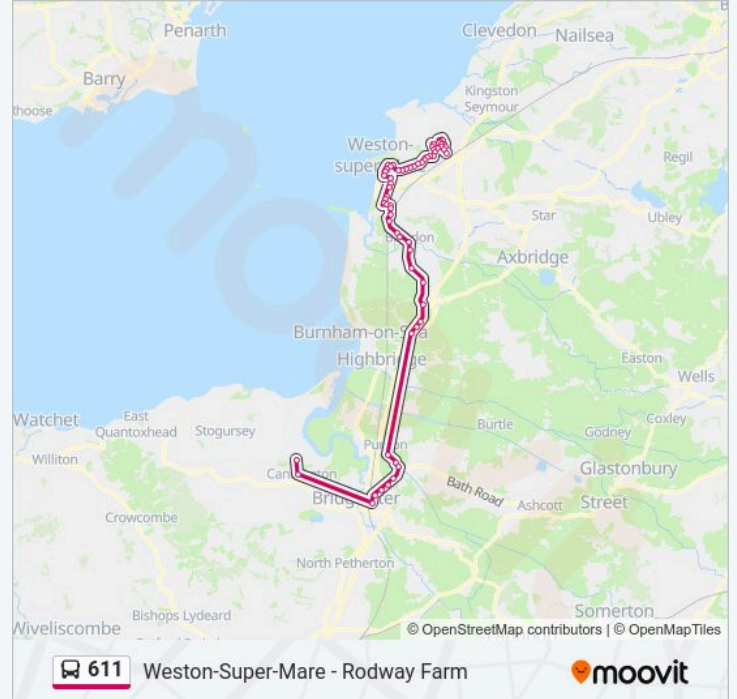 Penarth
Clevedon
Nailsea
Barry
Kingston
Seymour
Weston-
Regil
Star
Ubley
Axbridge
Burnham-on-Sea
Highbridge
Easton
Wells
Watchet
East
Quantoxhead
Stogursey
Burtle
Coxley
Godney
Williton
Glastonbury
Bath Road
Ashcott
Street
Crowcombe
North Petherton
Bishops Lydeard
Somerton
Wiveliscombe
© OpenStreetMap contributors | © OpenMapTiles
611
Weston-Super-Mare - Rodway Farm
moovit